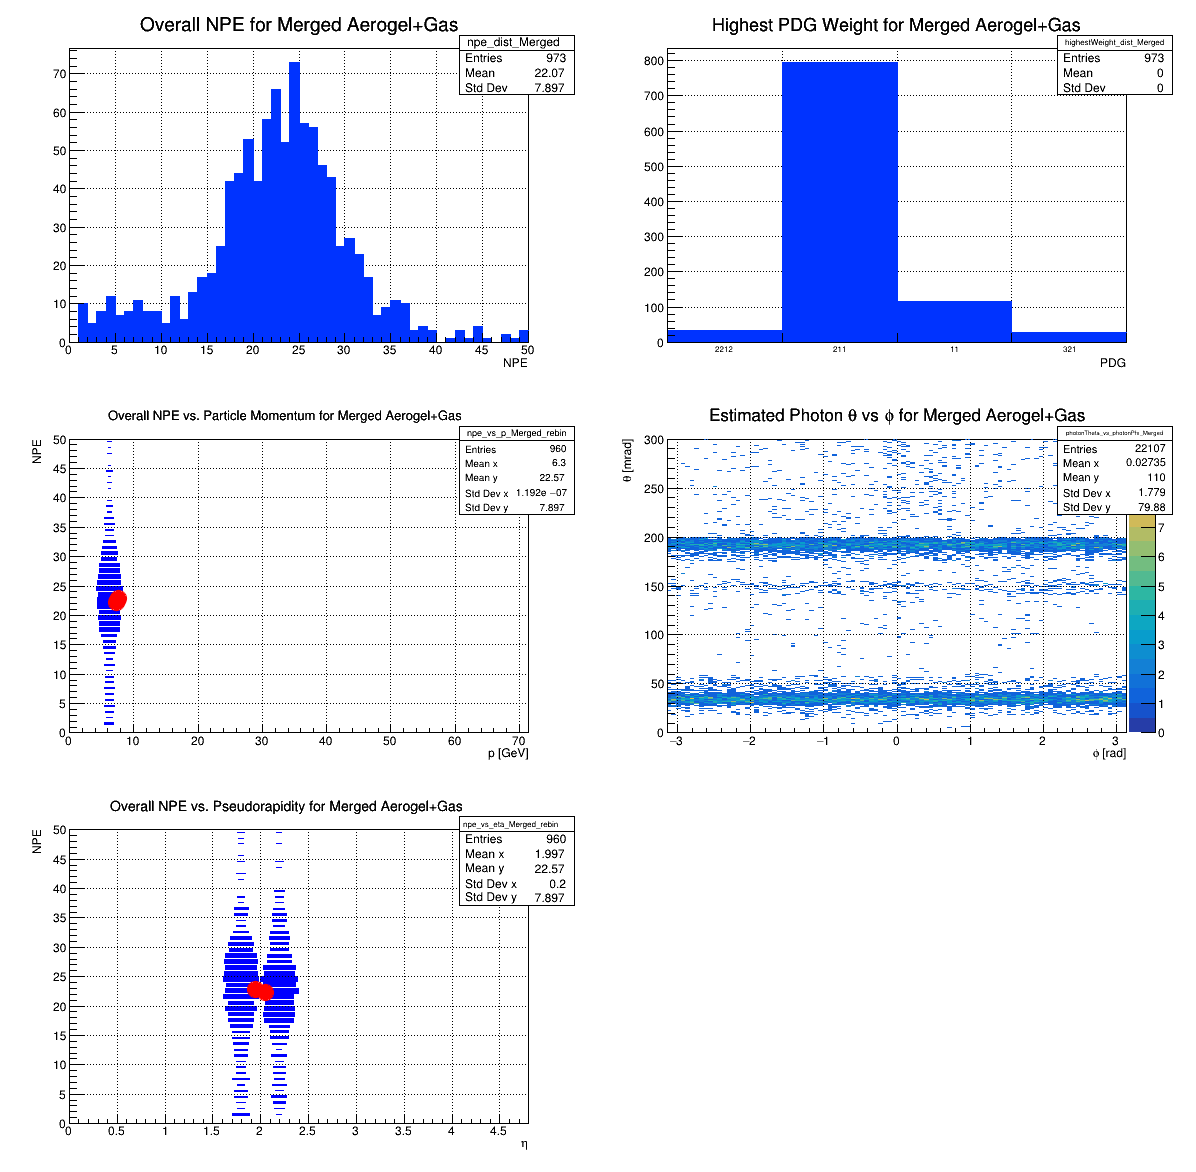 Overall NPE for Merged Aerogel+Gas
npe_dist_Merged
Entries 973
Mean 22.07
Std Dev 7.897
70
60
50
40
30
20
10
0
0 5 10 15 20 25 30 35 40 45 50
NPE
Highest PDG Weight for Merged Aerogel+Gas
highestWeight_dist_Merged
Entries 973
Mean 0
Std Dev 0
800
700
600
500
400
300
200
100
0
2212 211 11 321
PDG
Overall NPE vs. Particle Momentum for Merged Aerogel+Gas
npe_vs_p_Merged_rebin
Entries 960
Mean x 6.3
Mean y 22.57
Std Dev x 1.192e −07
Std Dev y 7.897
NPE
50
45
40
35
30
25
20
15
10
5
0
0 10 20 30 40 50 60 70
p [GeV]
Estimated Photon θ vs ϕ for Merged Aerogel+Gas
photonTheta_vs_photonPhi_Merged
Entries 22107
Mean x 0.02735
Mean y 110
Std Dev x 1.779
Std Dev y 79.88
θ [mrad]
300
250
200
150
100
50
0
−3 −2 −1 0 1 2 3
ϕ [rad]
7
6
5
4
3
2
1
0
Overall NPE vs. Pseudorapidity for Merged Aerogel+Gas
npe_vs_eta_Merged_rebin
Entries 960
Mean x 1.997
Mean y 22.57
Std Dev x 0.2
Std Dev y 7.897
NPE
50
45
40
35
30
25
20
15
10
5
0
0 0.5 1 1.5 2 2.5 3 3.5 4 4.5
η